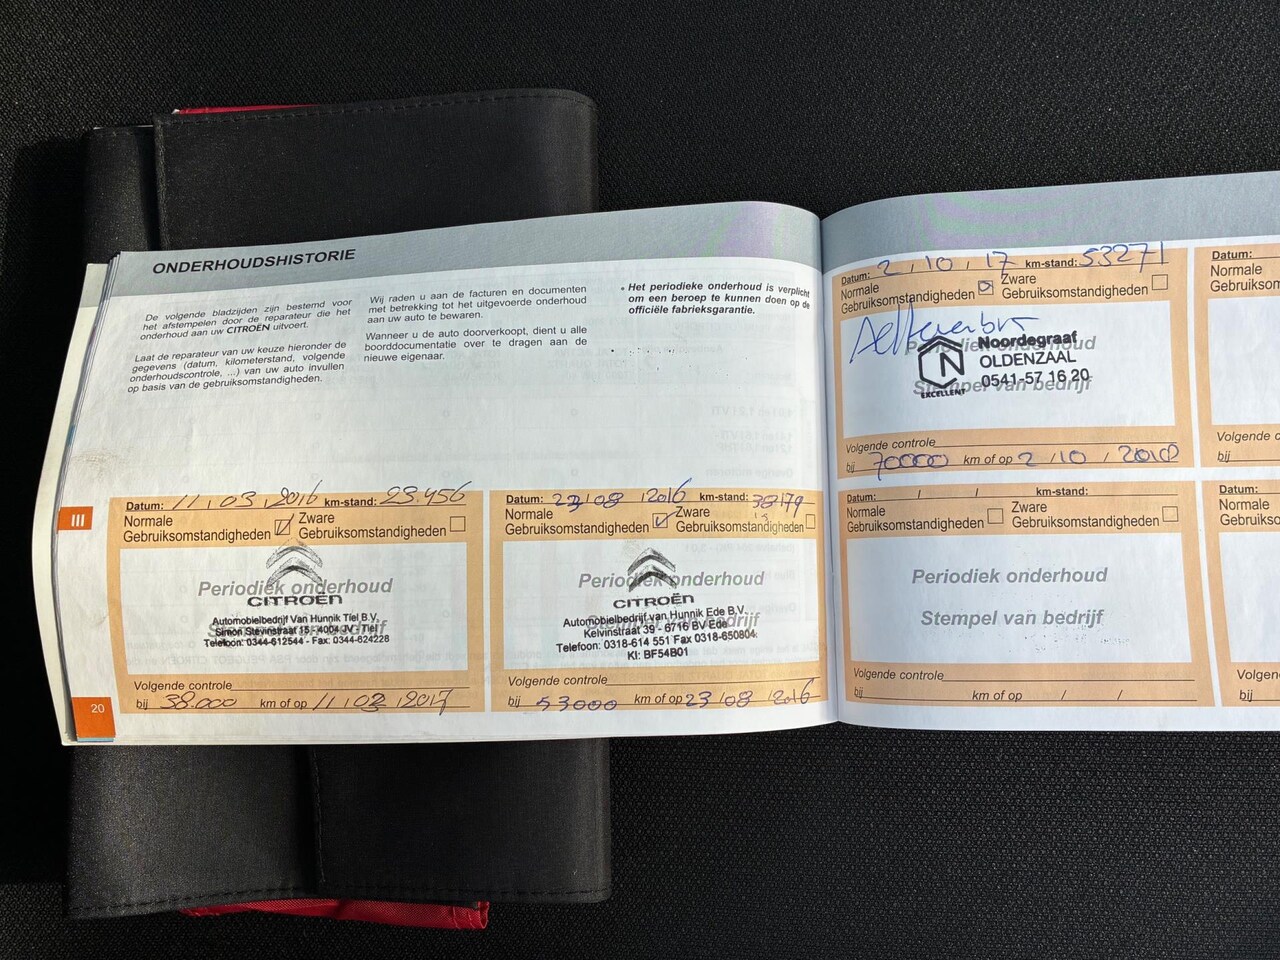 ONDERHOUDSHISTORIE
De volgende bladzijden zijn bestemd voor
het afstempelen door de reparateur die het
onderhoud aan uw CITROËN uitvoert.
Laat de reparateur van uw keuze hieronder de
gegevens (datum, kilometerstand, volgende
onderhoudscontrole, ...) van uw auto invullen
op basis van de gebruiksomstandigheden.
Wij raden u aan de facturen en documenten
met betrekking tot het uitgevoerde onderhoud
aan uw auto te bewaren.
Wanneer u de auto doorverkoopt, dient u alle
boorddocumentatie over te dragen aan de
nieuwe eigenaar.
• Het periodieke onderhoud is verplicht
om een beroep te kunnen doen op de
officiële fabrieksgarantie.
III
Datum: 11, 03, 2016 km-stand: 23.456
Normale
Gebruiksomstandigheden
Zware
Gebruiksomstandigheden
Periodiek onderhoud
CITROËN
Automobielbedrijf Van Hunnik Tiel B.V.
Simon Stevinstraat 15, 4004 JV Tiel
Telefoon: 0344-612544 - Fax: 0344-624228
Volgende controle
bij 38.000 km of op 11, 03, 2017
Datum: 23, 08, 2016 km-stand: 38179
Normale
Gebruiksomstandigheden
Zware
Gebruiksomstandigheden
Periodiek onderhoud
CITROËN
Automobielbedrijf van Hunnik Ede B.V.
Kelvinstraat 39 - 6716 BV Ede
Telefoon: 0318-614 551 Fax 0318-650804
KI: BF54B01
Volgende controle
bij 53000 km of op 23, 08, 2016
20
Datum: 2, 10, 17 km-stand: 53271
Normale
Gebruiksomstandigheden
Zware
Gebruiksomstandigheden
Periodiek onderhoud
Stempel van bedrijf
N
EXCELLENT
Noordegraaf
OLDENZAAL
0541-57 16 20
Volgende controle
bij 70000 km of op 2, 10, 2018
Datum: / / km-stand:
Normale
Gebruiksomstandigheden
Zware
Gebruiksomstandigheden
Periodiek onderhoud
Stempel van bedrijf
Volgende controle
bij km of op / /
Datum:
Normale
Volgende
bij
Datum:
Normale
Volgende
bij